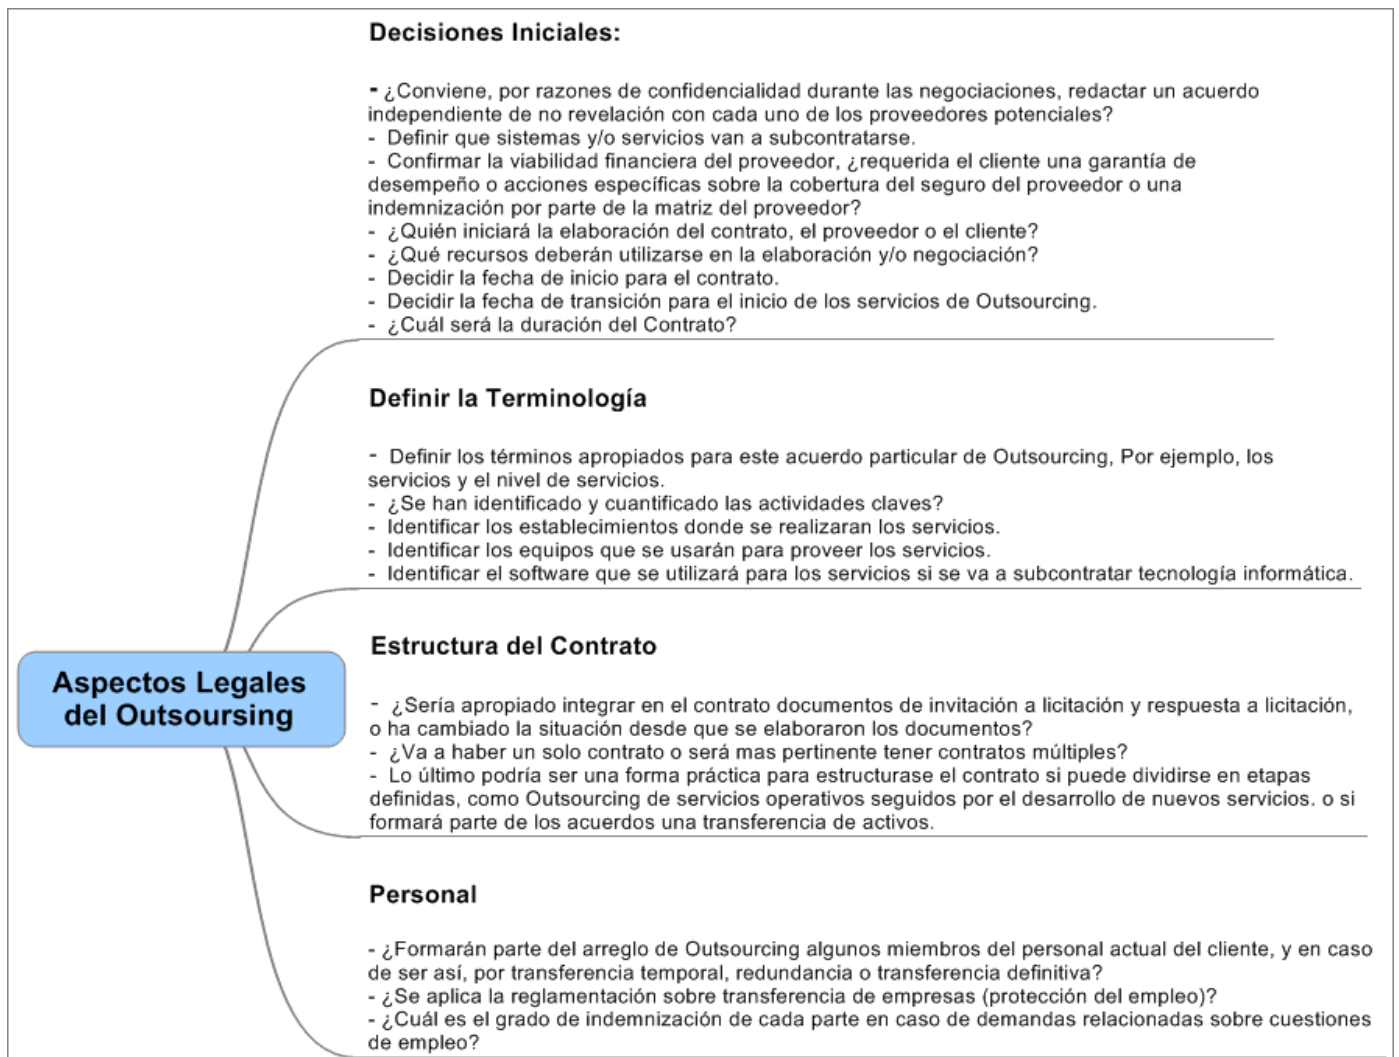 Decisiones Iniciales:
- ¿Conviene, por razones de confidencialidad durante las negociaciones, redactar un acuerdo
independiente de no revelación con cada uno de los proveedores potenciales?
- Definir que sistemas y/o servicios van a subcontratarse.
- Confirmar la viabilidad financiera del proveedor, ¿requerida el cliente una garantía de
desempeño o acciones específicas sobre la cobertura del seguro del proveedor o una
indemnización por parte de la matriz del proveedor?
- ¿Quién iniciará la elaboración del contrato, el proveedor o el cliente?
- ¿Qué recursos deberán utilizarse en la elaboración y/o negociación?
- Decidir la fecha de inicio para el contrato.
- Decidir la fecha de transición para el inicio de los servicios de Outsourcing.
- ¿Cuál será la duración del Contrato?
Definir la Terminología
- Definir los términos apropiados para este acuerdo particular de Outsourcing, Por ejemplo, los
servicios y el nivel de servicios.
- ¿Se han identificado y cuantificado las actividades claves?
- Identificar los establecimientos donde se realizaran los servicios.
- Identificar los equipos que se usarán para proveer los servicios.
- Identificar el software que se utilizará para los servicios si se va a subcontratar tecnología informática.
Aspectos Legales
del Outsoursing
Estructura del Contrato
- ¿Sería apropiado integrar en el contrato documentos de invitación a licitación y respuesta a licitación,
o ha cambiado la situación desde que se elaboraron los documentos?
- ¿Va a haber un solo contrato o será mas pertinente tener contratos múltiples?
- Lo último podría ser una forma práctica para estructurase el contrato si puede dividirse en etapas
definidas, como Outsourcing de servicios operativos seguidos por el desarrollo de nuevos servicios. o si
formará parte de los acuerdos una transferencia de activos.
Personal
- ¿Formarán parte del arreglo de Outsourcing algunos miembros del personal actual del cliente, y en caso
de ser así, por transferencia temporal, redundancia o transferencia definitiva?
- ¿Se aplica la reglamentación sobre transferencia de empresas (protección del empleo)?
- ¿Cuál es el grado de indemnización de cada parte en caso de demandas relacionadas sobre cuestiones
de empleo?